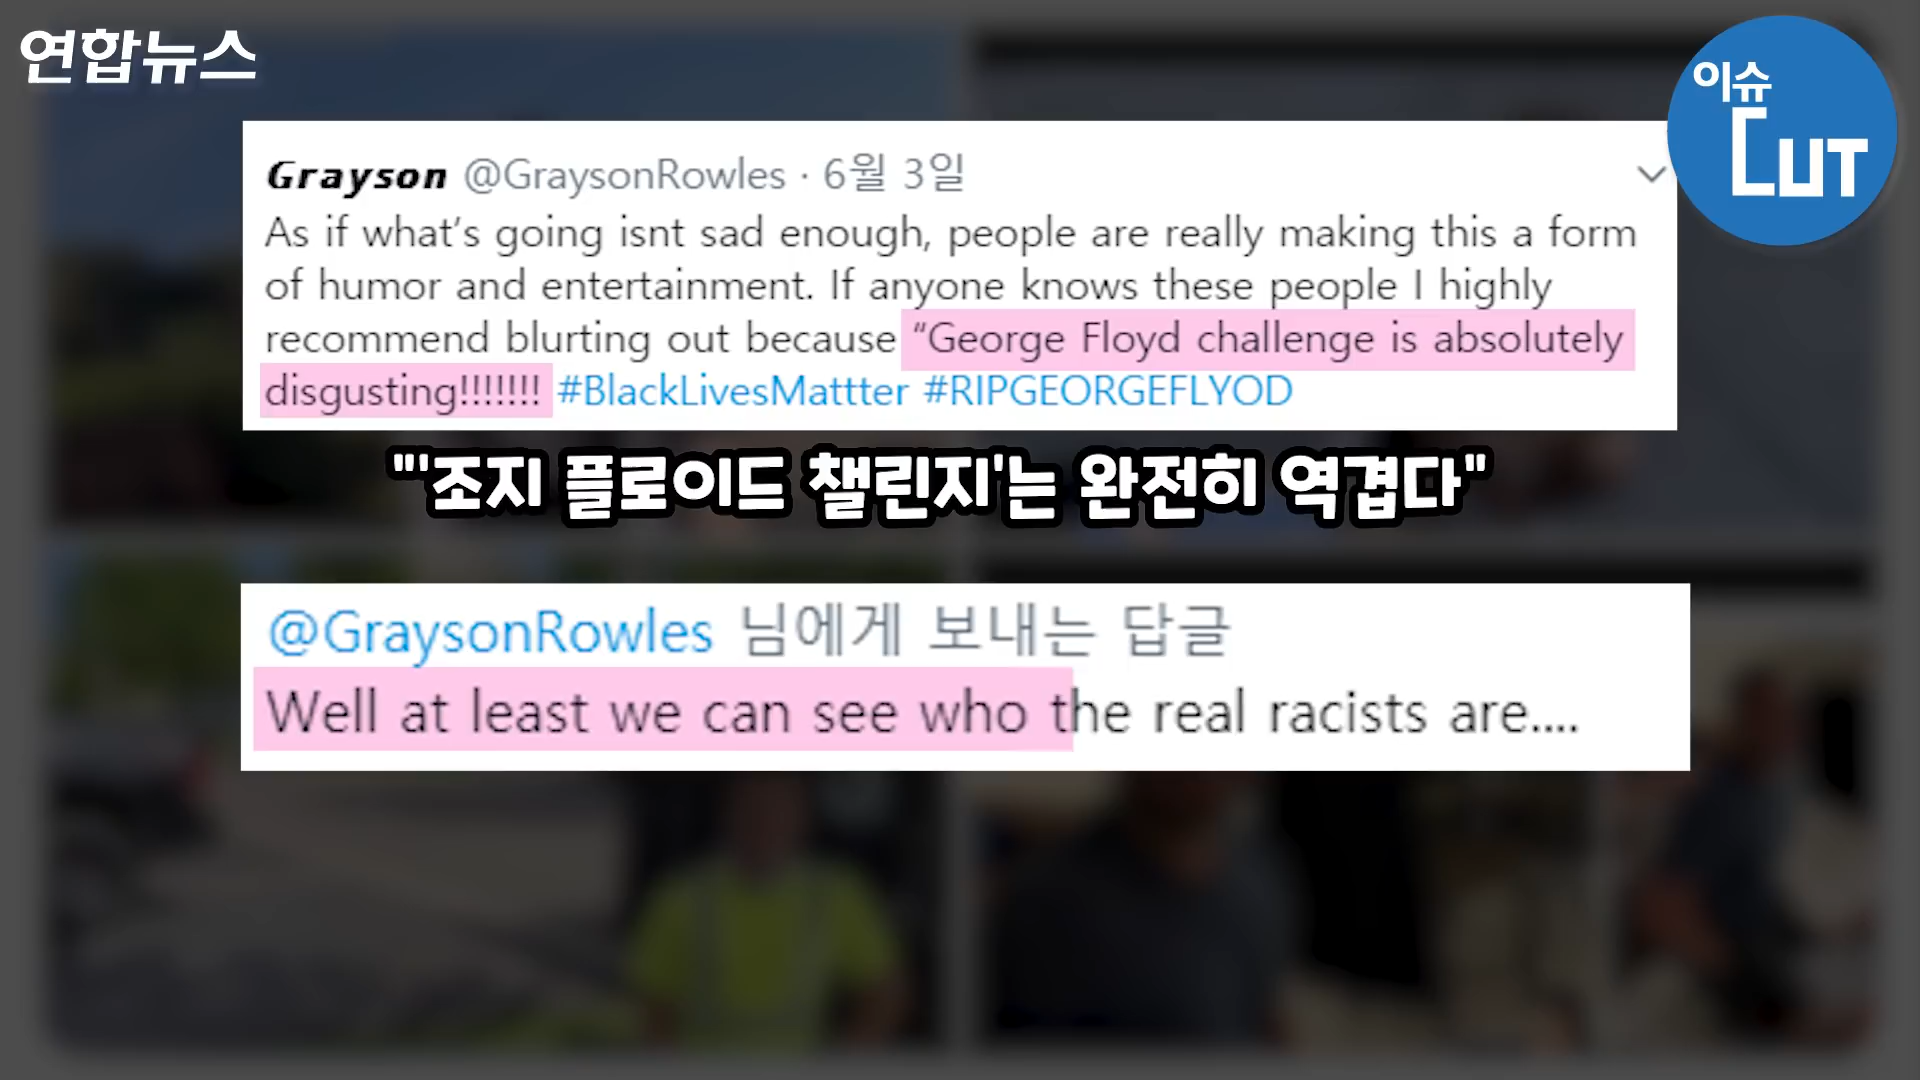 연합뉴스
이슈
CUT
Grayson @GraysonRowles · 6월 3일
As if what’s going isnt sad enough, people are really making this a form
of humor and entertainment. If anyone knows these people I highly
recommend blurting out because “George Floyd challenge is absolutely
disgusting!!!!!!! #BlackLivesMattter #RIPGEORGEFLYOD
"'조지 플로이드 챌린지'는 완전히 역겹다"
@GraysonRowles 님에게 보내는 답글
Well at least we can see who the real racists are....